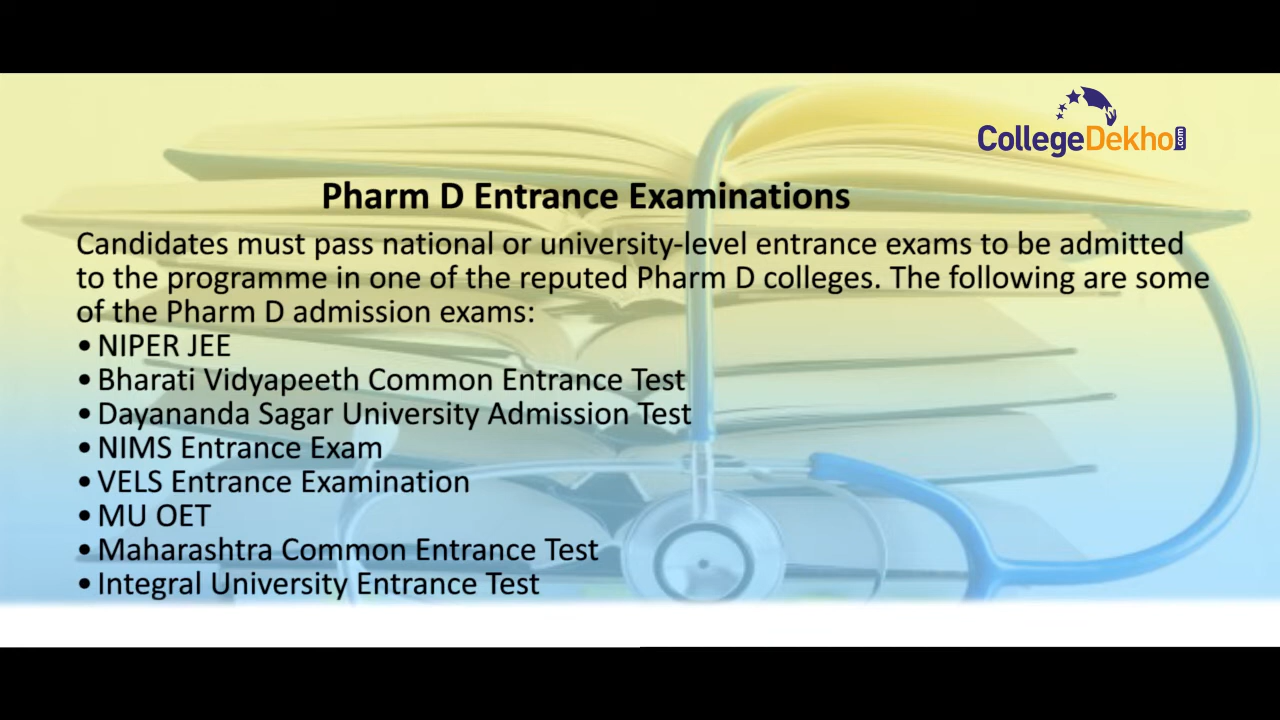 CollegeDekho.com
Pharm D Entrance Examinations
Candidates must pass national or university-level entrance exams to be admitted
to the programme in one of the reputed Pharm D colleges. The following are some
of the Pharm D admission exams:
• NIPER JEE
• Bharati Vidyapeeth Common Entrance Test
• Dayananda Sagar University Admission Test
• NIMS Entrance Exam
• VELS Entrance Examination
• MU OET
• Maharashtra Common Entrance Test
• Integral University Entrance Test